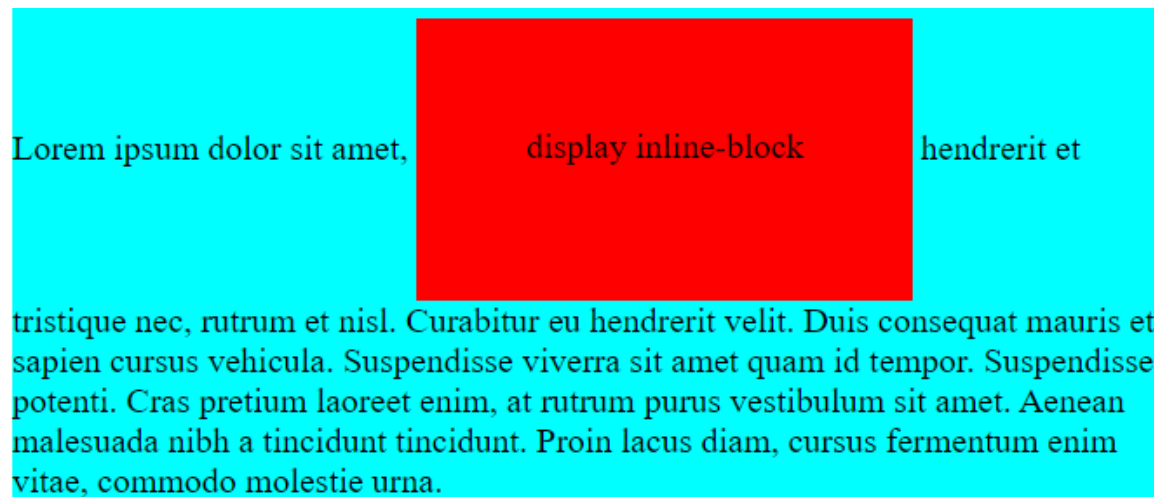 Lorem ipsum dolor sit amet, display inline-block hendrerit et
tristique nec, rutrum et nisl. Curabitur eu hendrerit velit. Duis consequat mauris et
sapien cursus vehicula. Suspendisse viverra sit amet quam id tempor. Suspendisse
potenti. Cras pretium laoreet enim, at rutrum purus vestibulum sit amet. Aenean
malesuada nibh a tincidunt tincidunt. Proin lacus diam, cursus fermentum enim
vitae, commodo molestie urna.